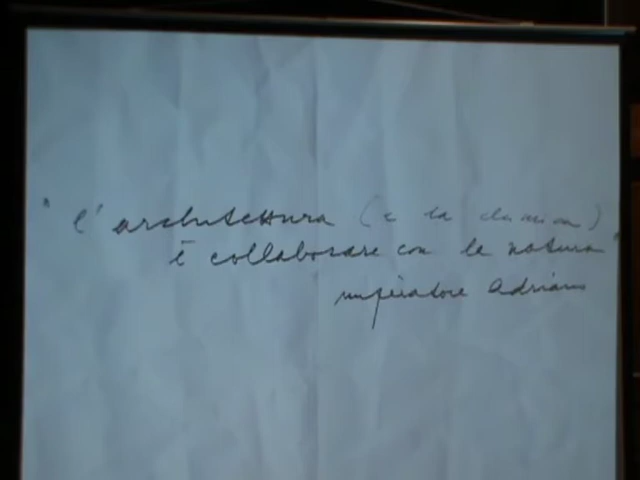 " l'architettura (e la
è collaborare con la natura"
imperatore Adriano